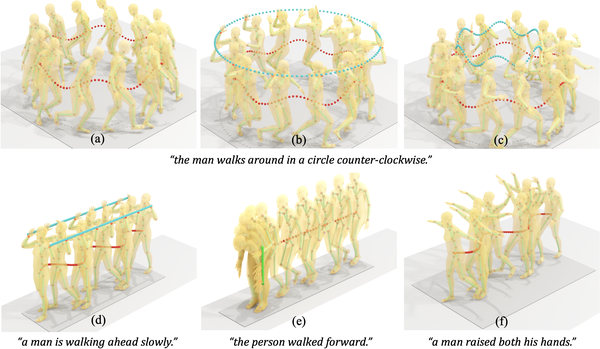 (a) (b) (c)
“the man walks around in a circle counter-clockwise.”
(d) (e) (f)
“a man is walking ahead slowly.” “the person walked forward.” “a man raised both his hands.”